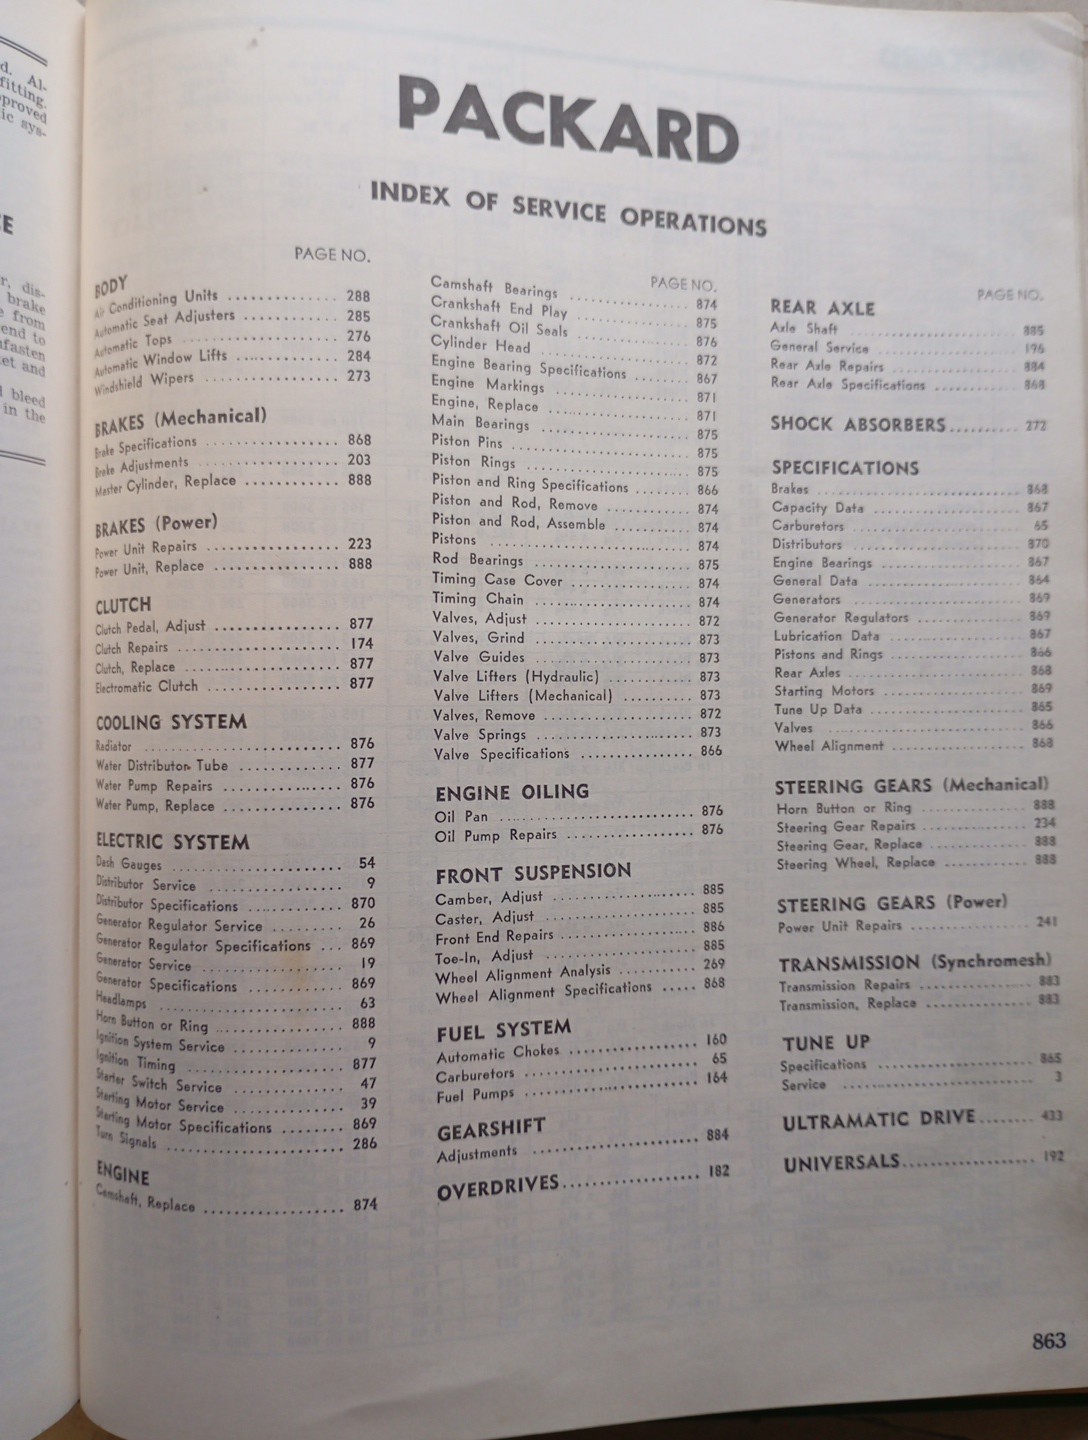 d. Al-
fitting.
pproved
ic sys-
E
r, dis-
brake
e from
end to
nfasten
et and
bleed
in the
PACKARD
INDEX OF SERVICE OPERATIONS
PAGE NO.
BODY
Air Conditioning Units 288
Automatic Seat Adjusters 285
Automatic Tops 276
Automatic Window Lifts 284
Windshield Wipers 273
BRAKES (Mechanical)
Brake Specifications 868
Brake Adjustments 203
Master Cylinder, Replace 888
BRAKES (Power)
Power Unit Repairs 223
Power Unit, Replace 888
CLUTCH
Clutch Pedal, Adjust 877
Clutch Repairs 174
Clutch, Replace 877
Electromatic Clutch 877
COOLING SYSTEM
Radiator 876
Water Distributor Tube 877
Water Pump Repairs 876
Water Pump, Replace 876
ELECTRIC SYSTEM
Dash Gauges 54
Distributor Service 9
Distributor Specifications 870
Generator Regulator Service 26
Generator Regulator Specifications 869
Generator Service 19
Generator Specifications 869
Headlamps 63
Horn Button or Ring 888
Ignition System Service 9
Ignition Timing 877
Starter Switch Service 47
Starting Motor Service 39
Starting Motor Specifications 869
Turn Signals 286
ENGINE
Camshaft, Replace 874
PAGE NO.
Camshaft Bearings 874
Crankshaft End Play 875
Crankshaft Oil Seals 876
Cylinder Head 872
Engine Bearing Specifications 867
Engine Markings 871
Engine, Replace 871
Main Bearings 875
Piston Pins 875
Piston Rings 875
Piston and Ring Specifications 866
Piston and Rod, Remove 874
Piston and Rod, Assemble 874
Pistons 874
Rod Bearings 875
Timing Case Cover 874
Timing Chain 874
Valves, Adjust 872
Valves, Grind 873
Valve Guides 873
Valve Lifters (Hydraulic) 873
Valve Lifters (Mechanical) 873
Valves, Remove 872
Valve Springs 873
Valve Specifications 866
ENGINE OILING
Oil Pan 876
Oil Pump Repairs 876
FRONT SUSPENSION
Camber, Adjust 885
Caster, Adjust 885
Front End Repairs 886
Toe-In, Adjust 885
Wheel Alignment Analysis 269
Wheel Alignment Specifications 868
FUEL SYSTEM
Automatic Chokes 160
Carburetors 65
Fuel Pumps 164
GEARSHIFT
Adjustments 884
OVERDRIVES 182
PAGE NO.
REAR AXLE
Axle Shaft 885
General Service 196
Rear Axle Repairs 884
Rear Axle Specifications 868
SHOCK ABSORBERS 272
SPECIFICATIONS
Brakes 868
Capacity Data 867
Carburetors 65
Distributors 870
Engine Bearings 867
General Data 864
Generators 869
Generator Regulators 869
Lubrication Data 867
Pistons and Rings 866
Rear Axles 868
Starting Motors 869
Tune Up Data 865
Valves 866
Wheel Alignment 868
STEERING GEARS (Mechanical)
Horn Button or Ring 888
Steering Gear Repairs 234
Steering Gear, Replace 888
Steering Wheel, Replace 888
STEERING GEARS (Power)
Power Unit Repairs 241
TRANSMISSION (Synchromesh)
Transmission Repairs 883
Transmission, Replace 883
TUNE UP
Specifications 865
Service 3
ULTRAMATIC DRIVE 433
UNIVERSALS 192
863